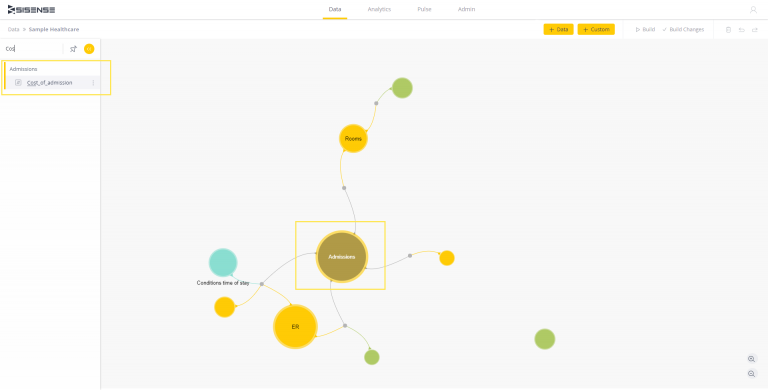 SISENSE
Data
Analytics
Pulse
Admin
Data > Sample Healthcare
+ Data
+ Custom
Build
Build Changes
Cos
Admissions
Cost_of_admission
Rooms
Admissions
Conditions time of stay
ER